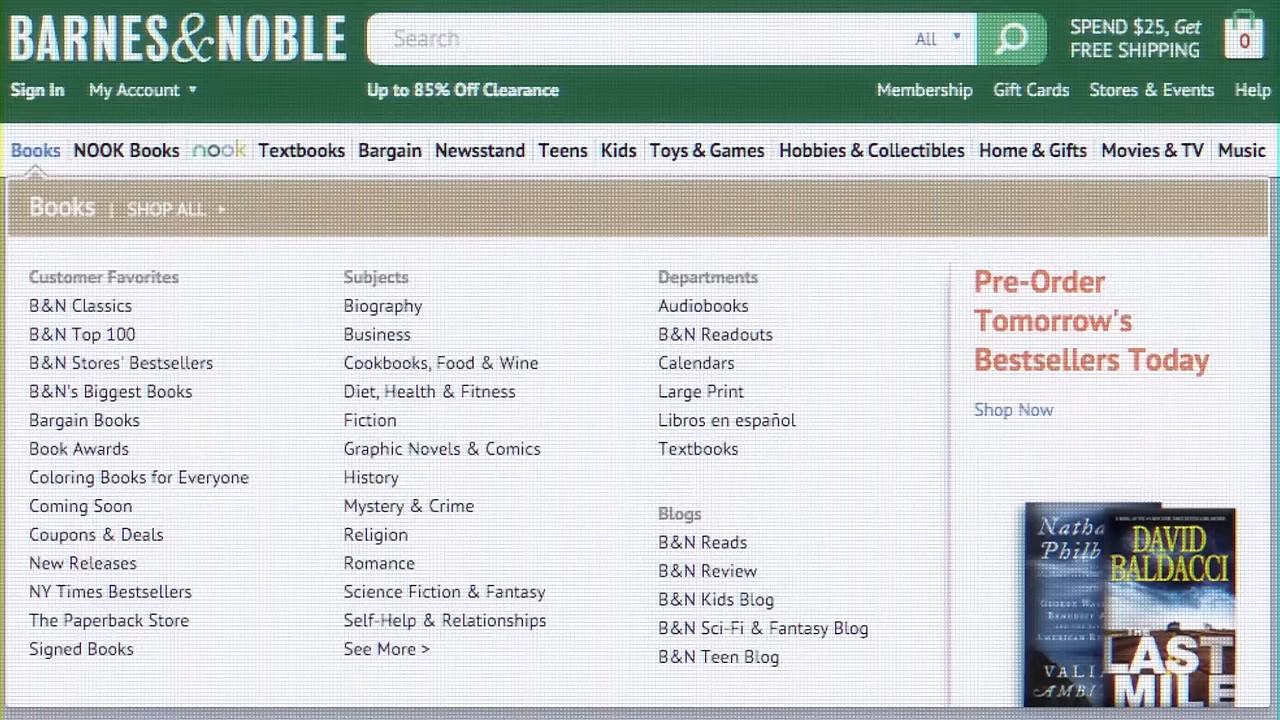 BARNES&NOBLE
Search
All
SPEND $25, Get
FREE SHIPPING
0
Sign In
My Account
Up to 85% Off Clearance
Membership
Gift Cards
Stores & Events
Help
Books
NOOK Books
nook
Textbooks
Bargain
Newsstand
Teens
Kids
Toys & Games
Hobbies & Collectibles
Home & Gifts
Movies & TV
Music
Books | SHOP ALL
Customer Favorites
B&N Classics
B&N Top 100
B&N Stores' Bestsellers
B&N's Biggest Books
Bargain Books
Book Awards
Coloring Books for Everyone
Coming Soon
Coupons & Deals
New Releases
NY Times Bestsellers
The Paperback Store
Signed Books
Subjects
Biography
Business
Cookbooks, Food & Wine
Diet, Health & Fitness
Fiction
Graphic Novels & Comics
History
Mystery & Crime
Religion
Romance
Science Fiction & Fantasy
Self-Help & Relationships
See More >
Departments
Audiobooks
B&N Readouts
Calendars
Large Print
Libros en español
Textbooks
Blogs
B&N Reads
B&N Review
B&N Kids Blog
B&N Sci-Fi & Fantasy Blog
B&N Teen Blog
Pre-Order
Tomorrow's
Bestsellers Today
Shop Now
Natha
Philb
VALI
AMBI
DAVID
BALDACCI
THE
LAST
MILE